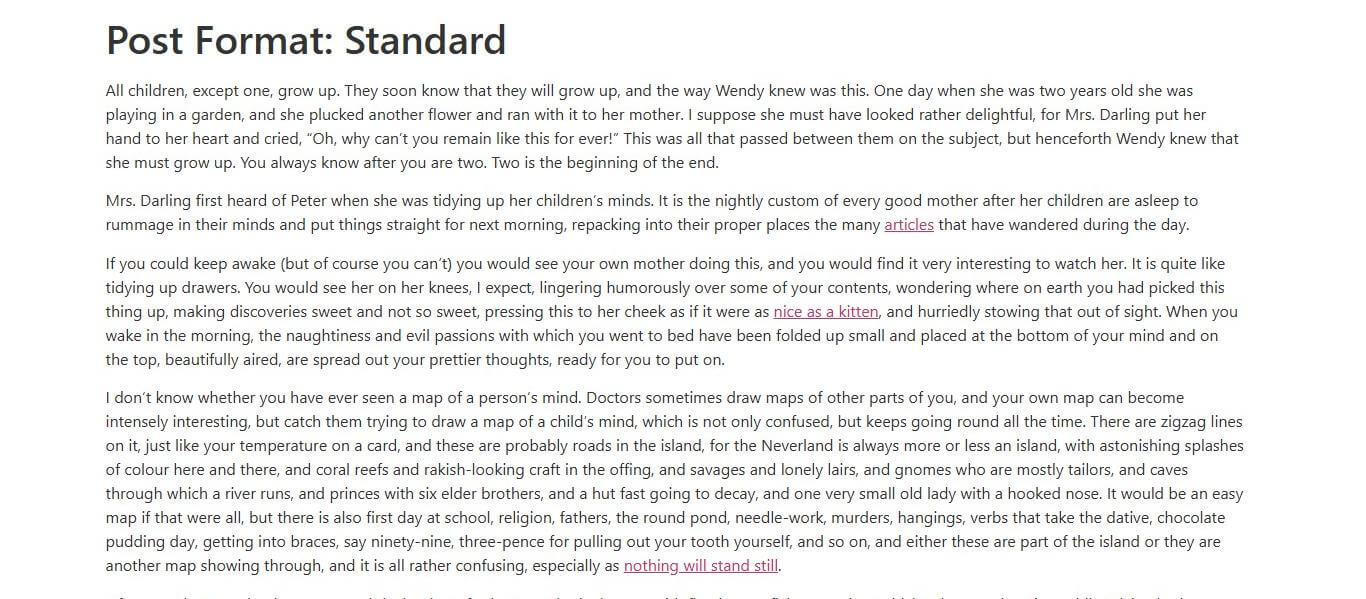 Post Format: Standard
All children, except one, grow up. They soon know that they will grow up, and the way Wendy knew was this. One day when she was two years old she was
playing in a garden, and she plucked another flower and ran with it to her mother. I suppose she must have looked rather delightful, for Mrs. Darling put her
hand to her heart and cried, “Oh, why can’t you remain like this for ever!” This was all that passed between them on the subject, but henceforth Wendy knew that
she must grow up. You always know after you are two. Two is the beginning of the end.
Mrs. Darling first heard of Peter when she was tidying up her children’s minds. It is the nightly custom of every good mother after her children are asleep to
rummage in their minds and put things straight for next morning, repacking into their proper places the many articles that have wandered during the day.
If you could keep awake (but of course you can’t) you would see your own mother doing this, and you would find it very interesting to watch her. It is quite like
tidying up drawers. You would see her on her knees, I expect, lingering humorously over some of your contents, wondering where on earth you had picked this
thing up, making discoveries sweet and not so sweet, pressing this to her cheek as if it were as nice as a kitten, and hurriedly stowing that out of sight. When you
wake in the morning, the naughtiness and evil passions with which you went to bed have been folded up small and placed at the bottom of your mind and on
the top, beautifully aired, are spread out your prettier thoughts, ready for you to put on.
I don’t know whether you have ever seen a map of a person’s mind. Doctors sometimes draw maps of other parts of you, and your own map can become
intensely interesting, but catch them trying to draw a map of a child’s mind, which is not only confused, but keeps going round all the time. There are zigzag lines
on it, just like your temperature on a card, and these are probably roads in the island, for the Neverland is always more or less an island, with astonishing splashes
of colour here and there, and coral reefs and rakish-looking craft in the offing, and savages and lonely lairs, and gnomes who are mostly tailors, and caves
through which a river runs, and princes with six elder brothers, and a hut fast going to decay, and one very small old lady with a hooked nose. It would be an easy
map if that were all, but there is also first day at school, religion, fathers, the round pond, needle-work, murders, hangings, verbs that take the dative, chocolate
pudding day, getting into braces, say ninety-nine, three-pence for pulling out your tooth yourself, and so on, and either these are part of the island or they are
another map showing through, and it is all rather confusing, especially as nothing will stand still.